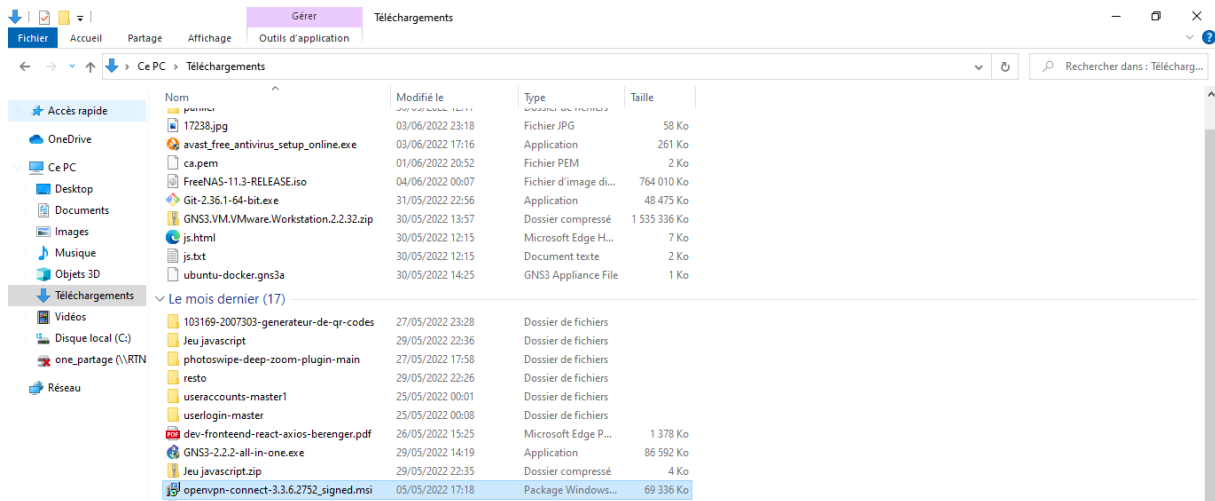 Gérer Téléchargements
Fichier Accueil Partage Affichage Outils d'application
Ce PC > Téléchargements Rechercher dans : Télécharg...
Nom Modifié le Type Taille
Accès rapide
OneDrive
Ce PC
Desktop
Documents
Images
Musique
Objets 3D
Téléchargements
Vidéos
Disque local (C:)
one_partage (\\RTN
Réseau
17238.jpg 03/06/2022 23:18 Fichier JPG 58 Ko
avast_free_antivirus_setup_online.exe 03/06/2022 17:16 Application 261 Ko
ca.pem 01/06/2022 20:52 Fichier PEM 2 Ko
FreeNAS-11.3-RELEASE.iso 04/06/2022 00:07 Fichier d'image di... 764 010 Ko
Git-2.36.1-64-bit.exe 31/05/2022 22:56 Application 48 475 Ko
GNS3.VM.VMware.Workstation.2.2.32.zip 30/05/2022 13:57 Dossier compressé 1 535 336 Ko
js.html 30/05/2022 12:15 Microsoft Edge H... 7 Ko
js.txt 30/05/2022 12:15 Document texte 2 Ko
ubuntu-docker.gns3a 30/05/2022 14:25 GNS3 Appliance File 1 Ko
Le mois dernier (17)
103169-2007303-generateur-de-qr-codes 27/05/2022 23:28 Dossier de fichiers
Jeu javascript 29/05/2022 22:36 Dossier de fichiers
photoswipe-deep-zoom-plugin-main 27/05/2022 17:58 Dossier de fichiers
resto 29/05/2022 22:26 Dossier de fichiers
useraccounts-master1 25/05/2022 00:01 Dossier de fichiers
userlogin-master 25/05/2022 00:08 Dossier de fichiers
PDF dev-fronteend-react-axios-berenger.pdf 26/05/2022 15:25 Microsoft Edge P... 1 378 Ko
GNS3-2.2.2-all-in-one.exe 29/05/2022 14:19 Application 86 592 Ko
Jeu javascript.zip 29/05/2022 22:35 Dossier compressé 4 Ko
openvpn-connect-3.3.6.2752_signed.msi 05/05/2022 17:18 Package Windows... 69 336 Ko